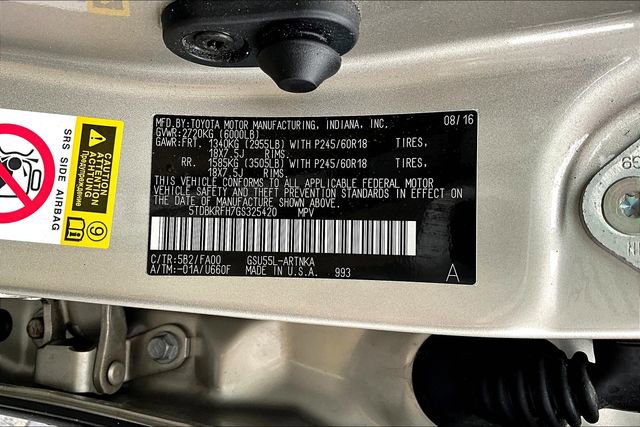 MFD.BY:TOYOTA MOTOR MANUFACTURING, INDIANA, INC. 08/16
GVWR:2720KG (6000LB)
GAWR:FRT. 1340KG (2955LB) WITH P245/60R18 TIRES,
18X7.5J RIMS.
RR. 1585KG (3505LB) WITH P245/60R18 TIRES,
18X7.5J RIMS.
THIS VEHICLE CONFORMS TO ALL APPLICABLE FEDERAL MOTOR
VEHICLE SAFETY AND THEFT PREVENTION STANDARDS IN EFFECT ON
THE DATE OF MANUFACTURE SHOWN ABOVE.
5TDBKRFH7GS325420 MPV
C/TR:5B2/FA00 GSU55L-ARTNKA
A/TM:-01A/U660F MADE IN U.S.A. 993 A
SRS SIDE AIRBAG
CAUTION
ATTENTION
ACHTUNG
предупреждение
9